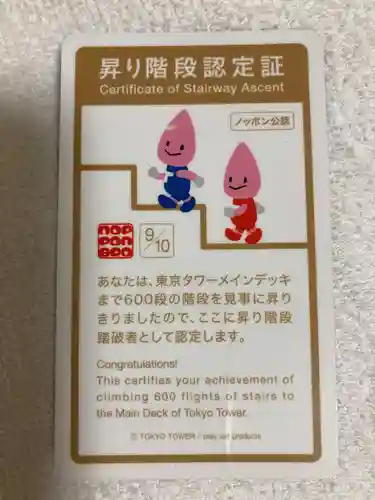 昇り階段認定証
Certificate of Stairway Ascent
ノッポン公認
NOP
PON
BRO
9/10
あなたは、東京タワーメインデッキ
まで600段の階段を見事に昇り
きりましたので、ここに昇り階段
踏破者として認定します。
Congratulations!
This certifies your achievement of
climbing 600 flights of stairs to
the Main Deck of Tokyo Tower.
© TOKYO TOWER / play set products